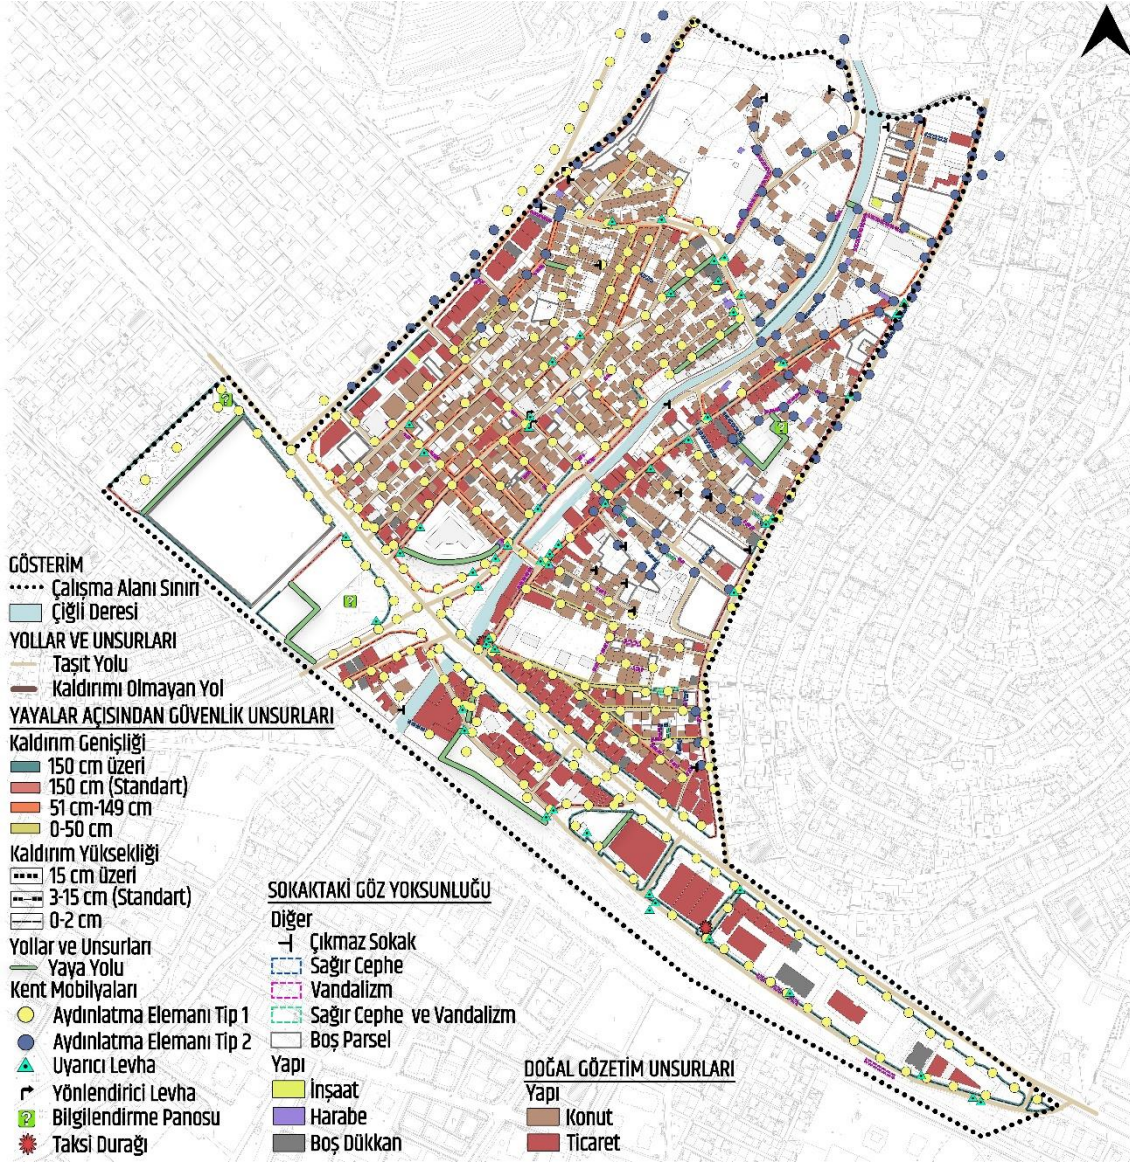 GÖSTERİM
Çalışma Alanı Sınırı
Çiğli Deresi
YOLLAR VE UNSURLARI
Taşıt Yolu
Kaldırımı Olmayan Yol
YAYALAR AÇISINDAN GÜVENLİK UNSURLARI
Kaldırım Genişliği
150 cm üzeri
150 cm (Standart)
51 cm-149 cm
0-50 cm
Kaldırım Yüksekliği
15 cm üzeri
3-15 cm (Standart)
0-2 cm
Yollar ve Unsurları
Yaya Yolu
Kent Mobilyaları
Aydınlatma Elemanı Tip 1
Aydınlatma Elemanı Tip 2
Uyarıcı Levha
Yönlendirici Levha
Bilgilendirme Panosu
Taksi Durağı
SOKAKTAKİ GÖZ YOKSUNLUĞU
Diğer
Çıkmaz Sokak
Sağır Cephe
Vandalizm
Sağır Cephe ve Vandalizm
Boş Parsel
Yapı
İnşaat
Harabe
Boş Dükkan
DOĞAL GÖZETİM UNSURLARI
Yapı
Konut
Ticaret